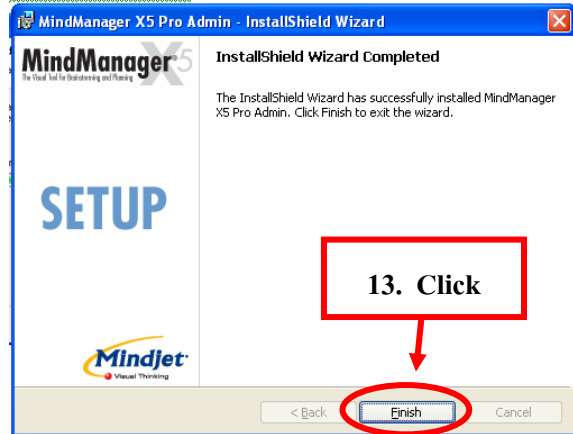 MindManager X5 Pro Admin - InstallShield Wizard
MindManager X5
The Visual Tool for Brainstorming and Planning
InstallShield Wizard Completed
The InstallShield Wizard has successfully installed MindManager
X5 Pro Admin. Click Finish to exit the wizard.
SETUP
13. Click
Mindjet
Visual Thinking
< Back
Finish
Cancel